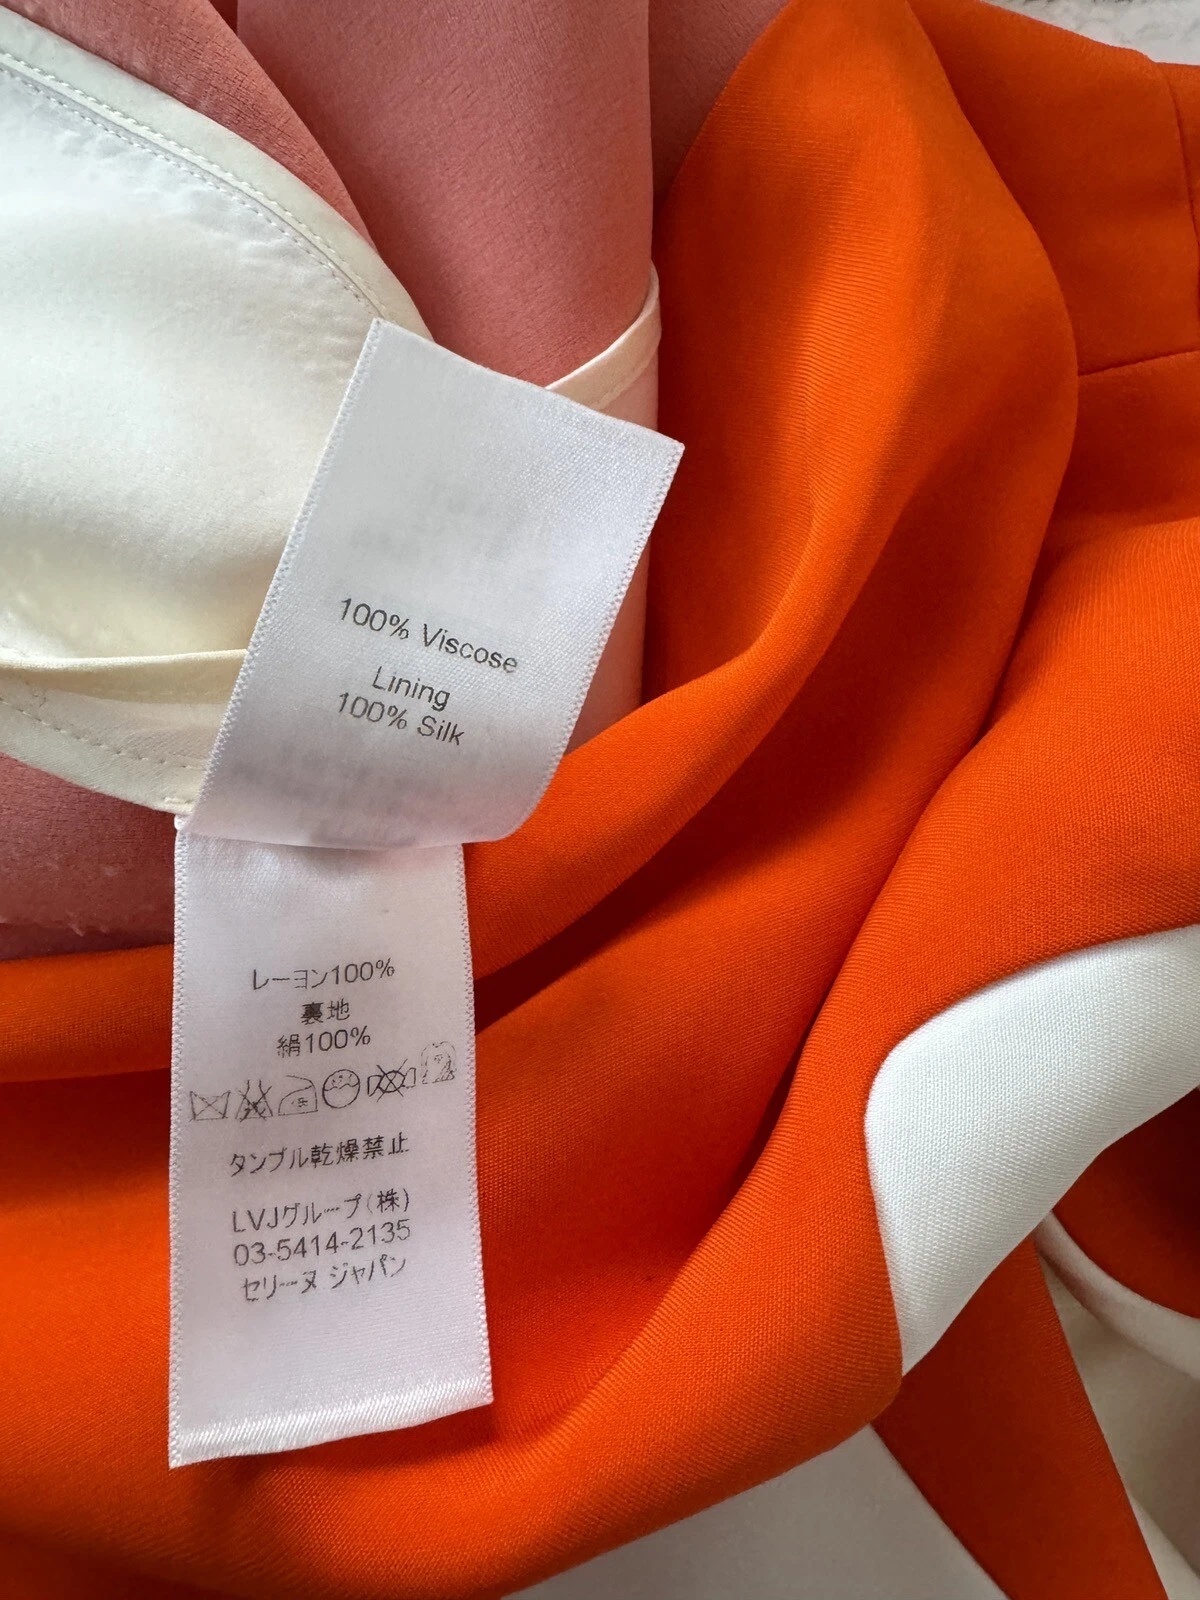 100% Viscose
Lining
100% Silk
レーヨン100%
裏地
絹100%
タンブル乾燥禁止
LVJグループ(株)
03-5414-2135
セリーヌ ジャパン